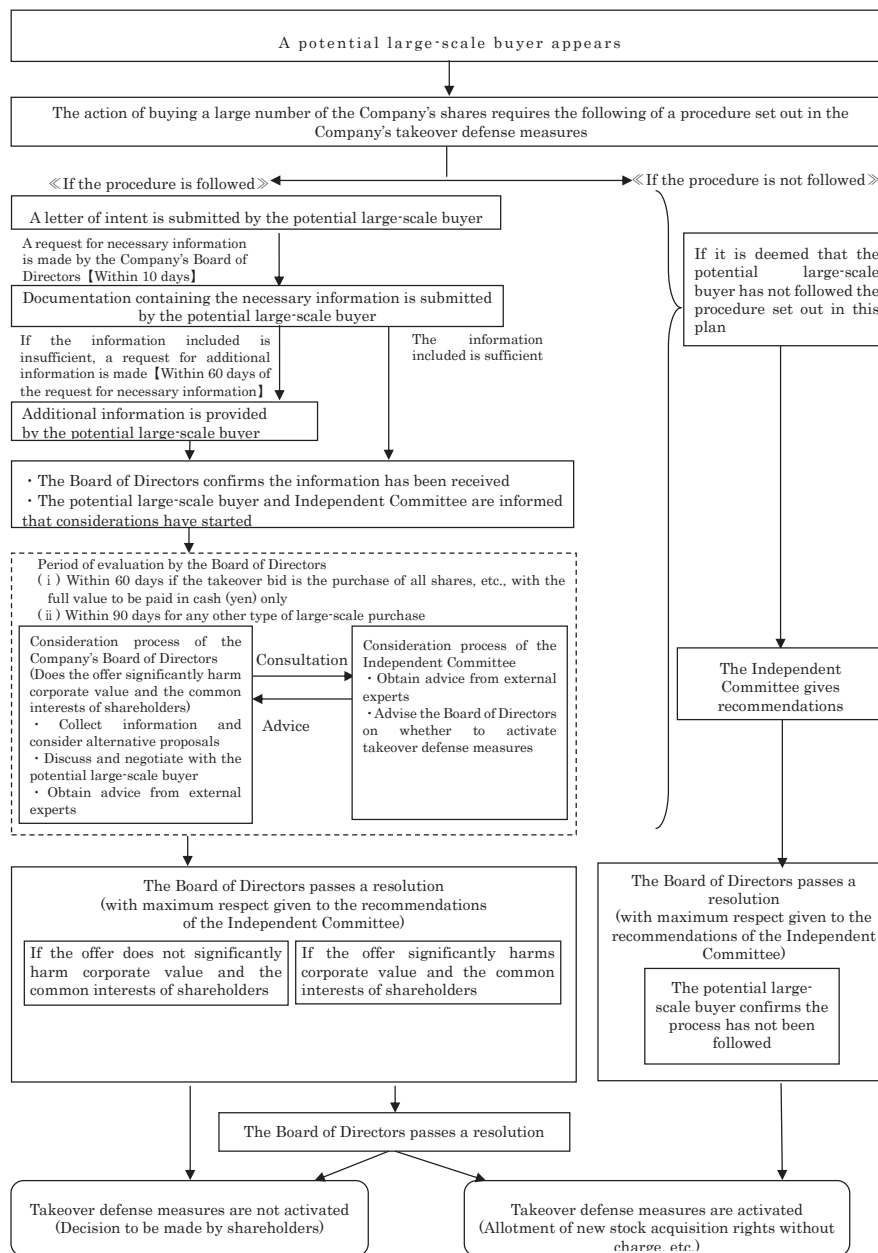 A potential large-scale buyer appears
The action of buying a large number of the Company's shares requires the following of a procedure set out in the
Company's takeover defense measures
≪If the procedure is followed≫
≪If the procedure is not followed≫
A letter of intent is submitted by the potential large-scale buyer
A request for necessary information
is made by the Company's Board of
Directors【Within 10 days】
Documentation containing the necessary information is submitted
by the potential large-scale buyer
If the information included is
insufficient, a request for additional
information is made【Within 60 days of
the request for necessary information】
The information
included is sufficient
Additional information is provided
by the potential large-scale buyer
・The Board of Directors confirms the information has been received
・The potential large-scale buyer and Independent Committee are informed
that considerations have started
Period of evaluation by the Board of Directors
(ⅰ) Within 60 days if the takeover bid is the purchase of all shares, etc., with the
full value to be paid in cash (yen) only
(ⅱ) Within 90 days for any other type of large-scale purchase
Consideration process of the
Company's Board of Directors
(Does the offer significantly harm
corporate value and the common
interests of shareholders)
・Collect information and
consider alternative proposals
・Discuss and negotiate with the
potential large-scale buyer
・Obtain advice from external
experts
Consultation
Advice
Consideration process of the
Independent Committee
・Obtain advice from external
experts
・Advise the Board of Directors
on whether to activate
takeover defense measures
If it is deemed that the
potential large-scale
buyer has not followed the
procedure set out in this
plan
The Independent
Committee gives
recommendations
The Board of Directors passes a resolution
(with maximum respect given to the recommendations
of the Independent Committee)
If the offer does not significantly
harm corporate value and the
common interests of shareholders
If the offer significantly harms
corporate value and the common
interests of shareholders
The Board of Directors passes a
resolution
(with maximum respect given to the
recommendations of the Independent
Committee)
The potential large-
scale buyer confirms the
process has not been
followed
The Board of Directors passes a resolution
Takeover defense measures are not activated
(Decision to be made by shareholders)
Takeover defense measures are activated
(Allotment of new stock acquisition rights without
charge, etc.)